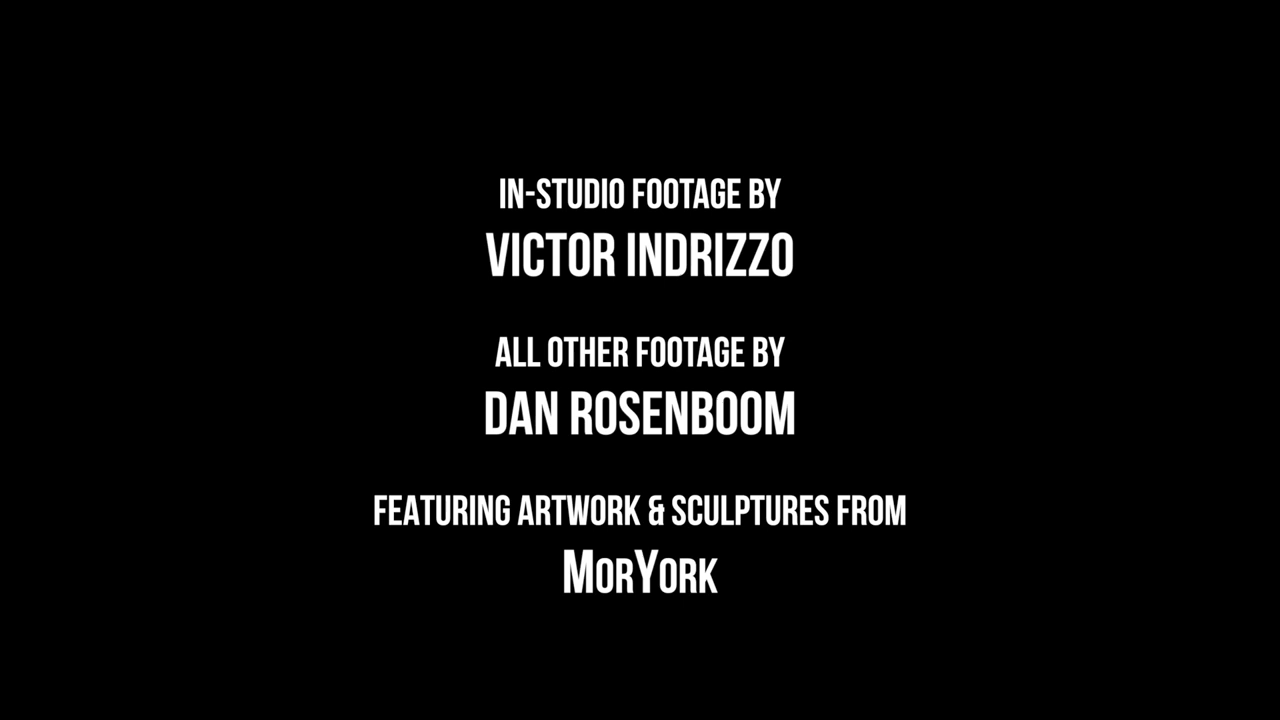 IN-STUDIO FOOTAGE BY
VICTOR INDRIZZO
ALL OTHER FOOTAGE BY
DAN ROSENBOOM
FEATURING ARTWORK & SCULPTURES FROM
MorYork